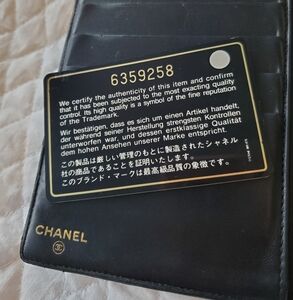 6359258
We certify the authenticity of this item and confirm
that it has been subjected to the most exacting quality
control. Its high quality is a symbol of the fine reputation
of the Trademark.
Wir bestätigen, dass es sich um einen Artikel handelt,
der während seiner Herstellung strengsten Kontrollen
unterworfen war, und dessen erstklassige Qualität
dem hohen Ansehen unserer Marke entspricht.
この製品は厳しい管理のもとに製造されたシャネル
社の商品であることを証明いたします。
このブランド・マークは最高級品質の象徴です。
CHANEL